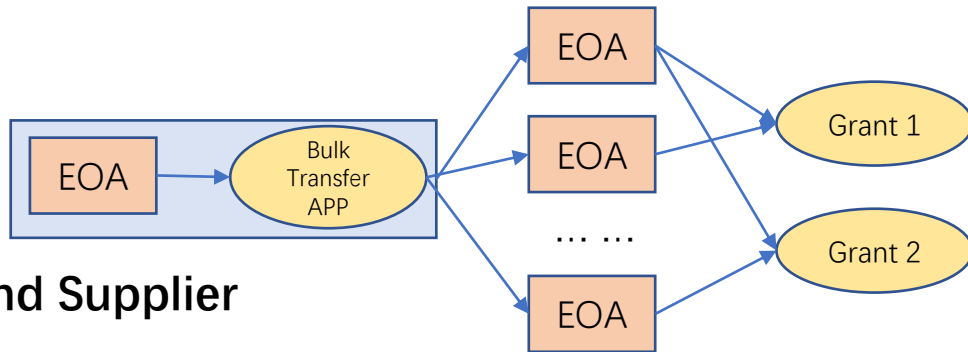 EOA
EOA
Bulk
Transfer
APP
EOA
EOA
... ...
EOA
Grant 1
Grant 2
nd Supplier